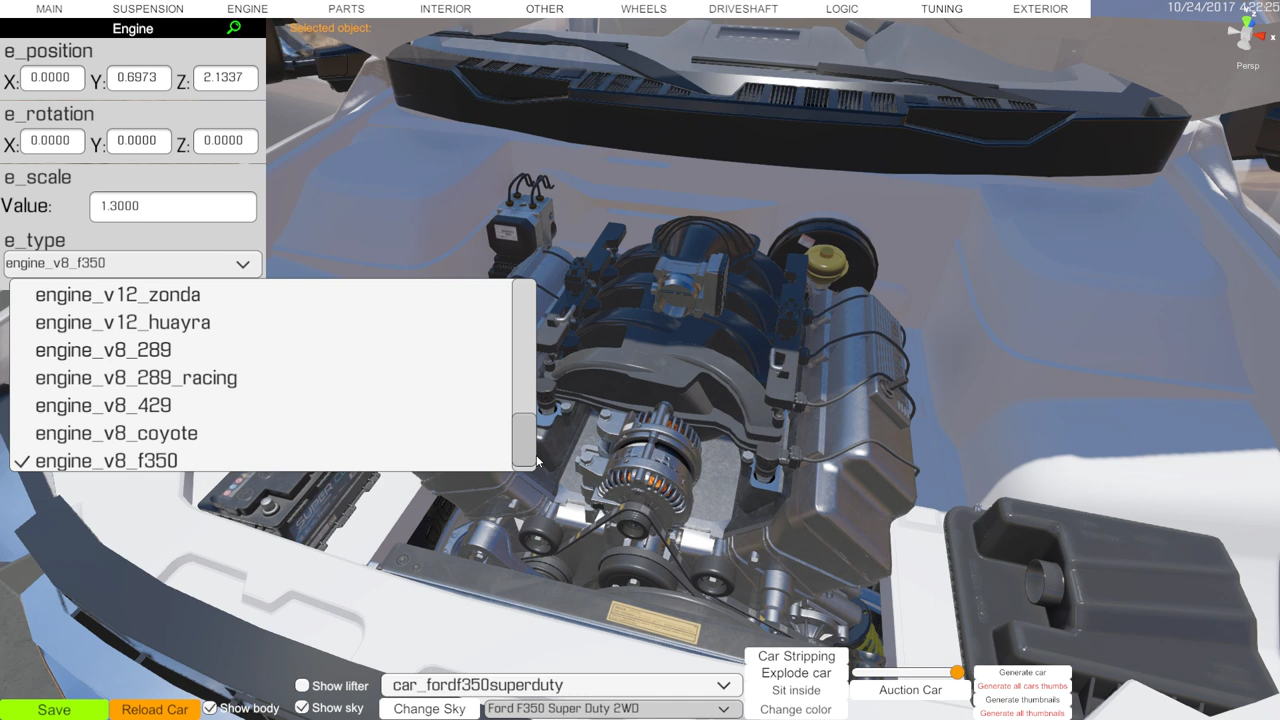 MAIN SUSPENSION ENGINE PARTS INTERIOR OTHER WHEELS DRIVESHAFT LOGIC TUNING EXTERIOR 10/24/2017 4:22:25
Engine
Selected object:
e_position
X: 0.0000 Y: 0.6973 Z: 2.1337
e_rotation
X: 0.0000 Y: 0.0000 Z: 0.0000
e_scale
Value: 1.3000
e_type
engine_v8_f350
engine_v12_zonda
engine_v12_huayra
engine_v8_289
engine_v8_289_racing
engine_v8_429
engine_v8_coyote
engine_v8_f350
x
Persp
SUPER
Show lifter
car_fordf350superduty
Car Stripping
Explode car
Sit inside
Change color
Auction Car
Generate car
Generate all cars thumbs
Generate thumbnails
Generate all thumbnails
Save
Reload Car
Show body
Show sky
Change Sky
Ford F350 Super Duty 2WD